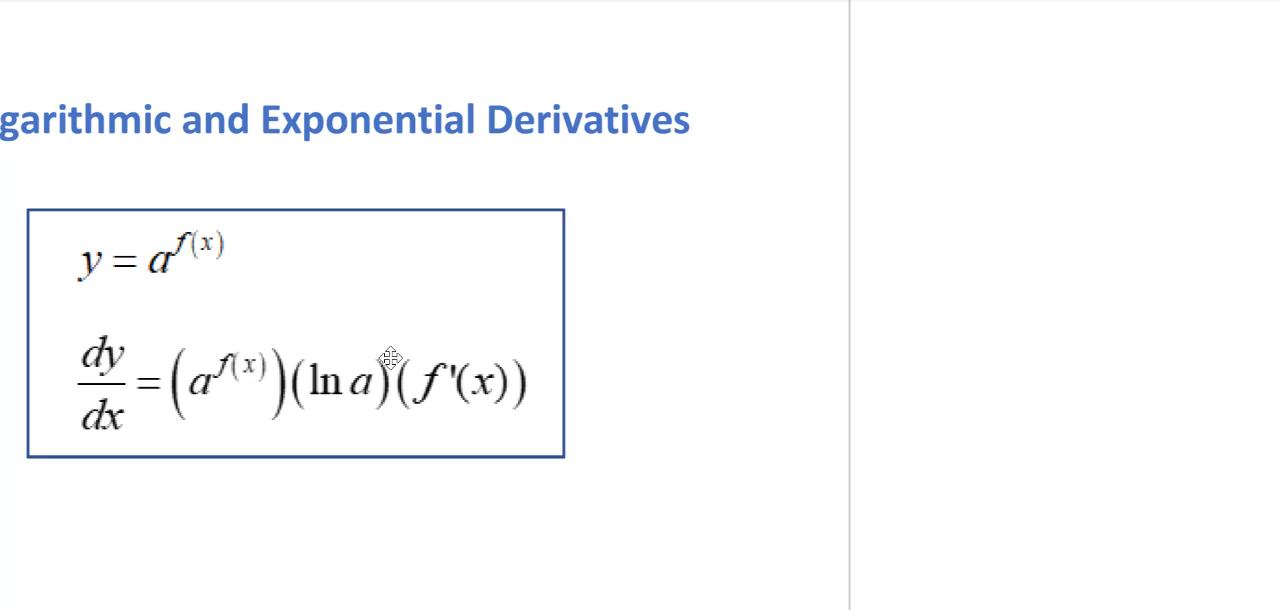 garithmic and Exponential Derivatives
y = a^{f(x)}
dy/dx = (a^{f(x)})(ln a)(f'(x))